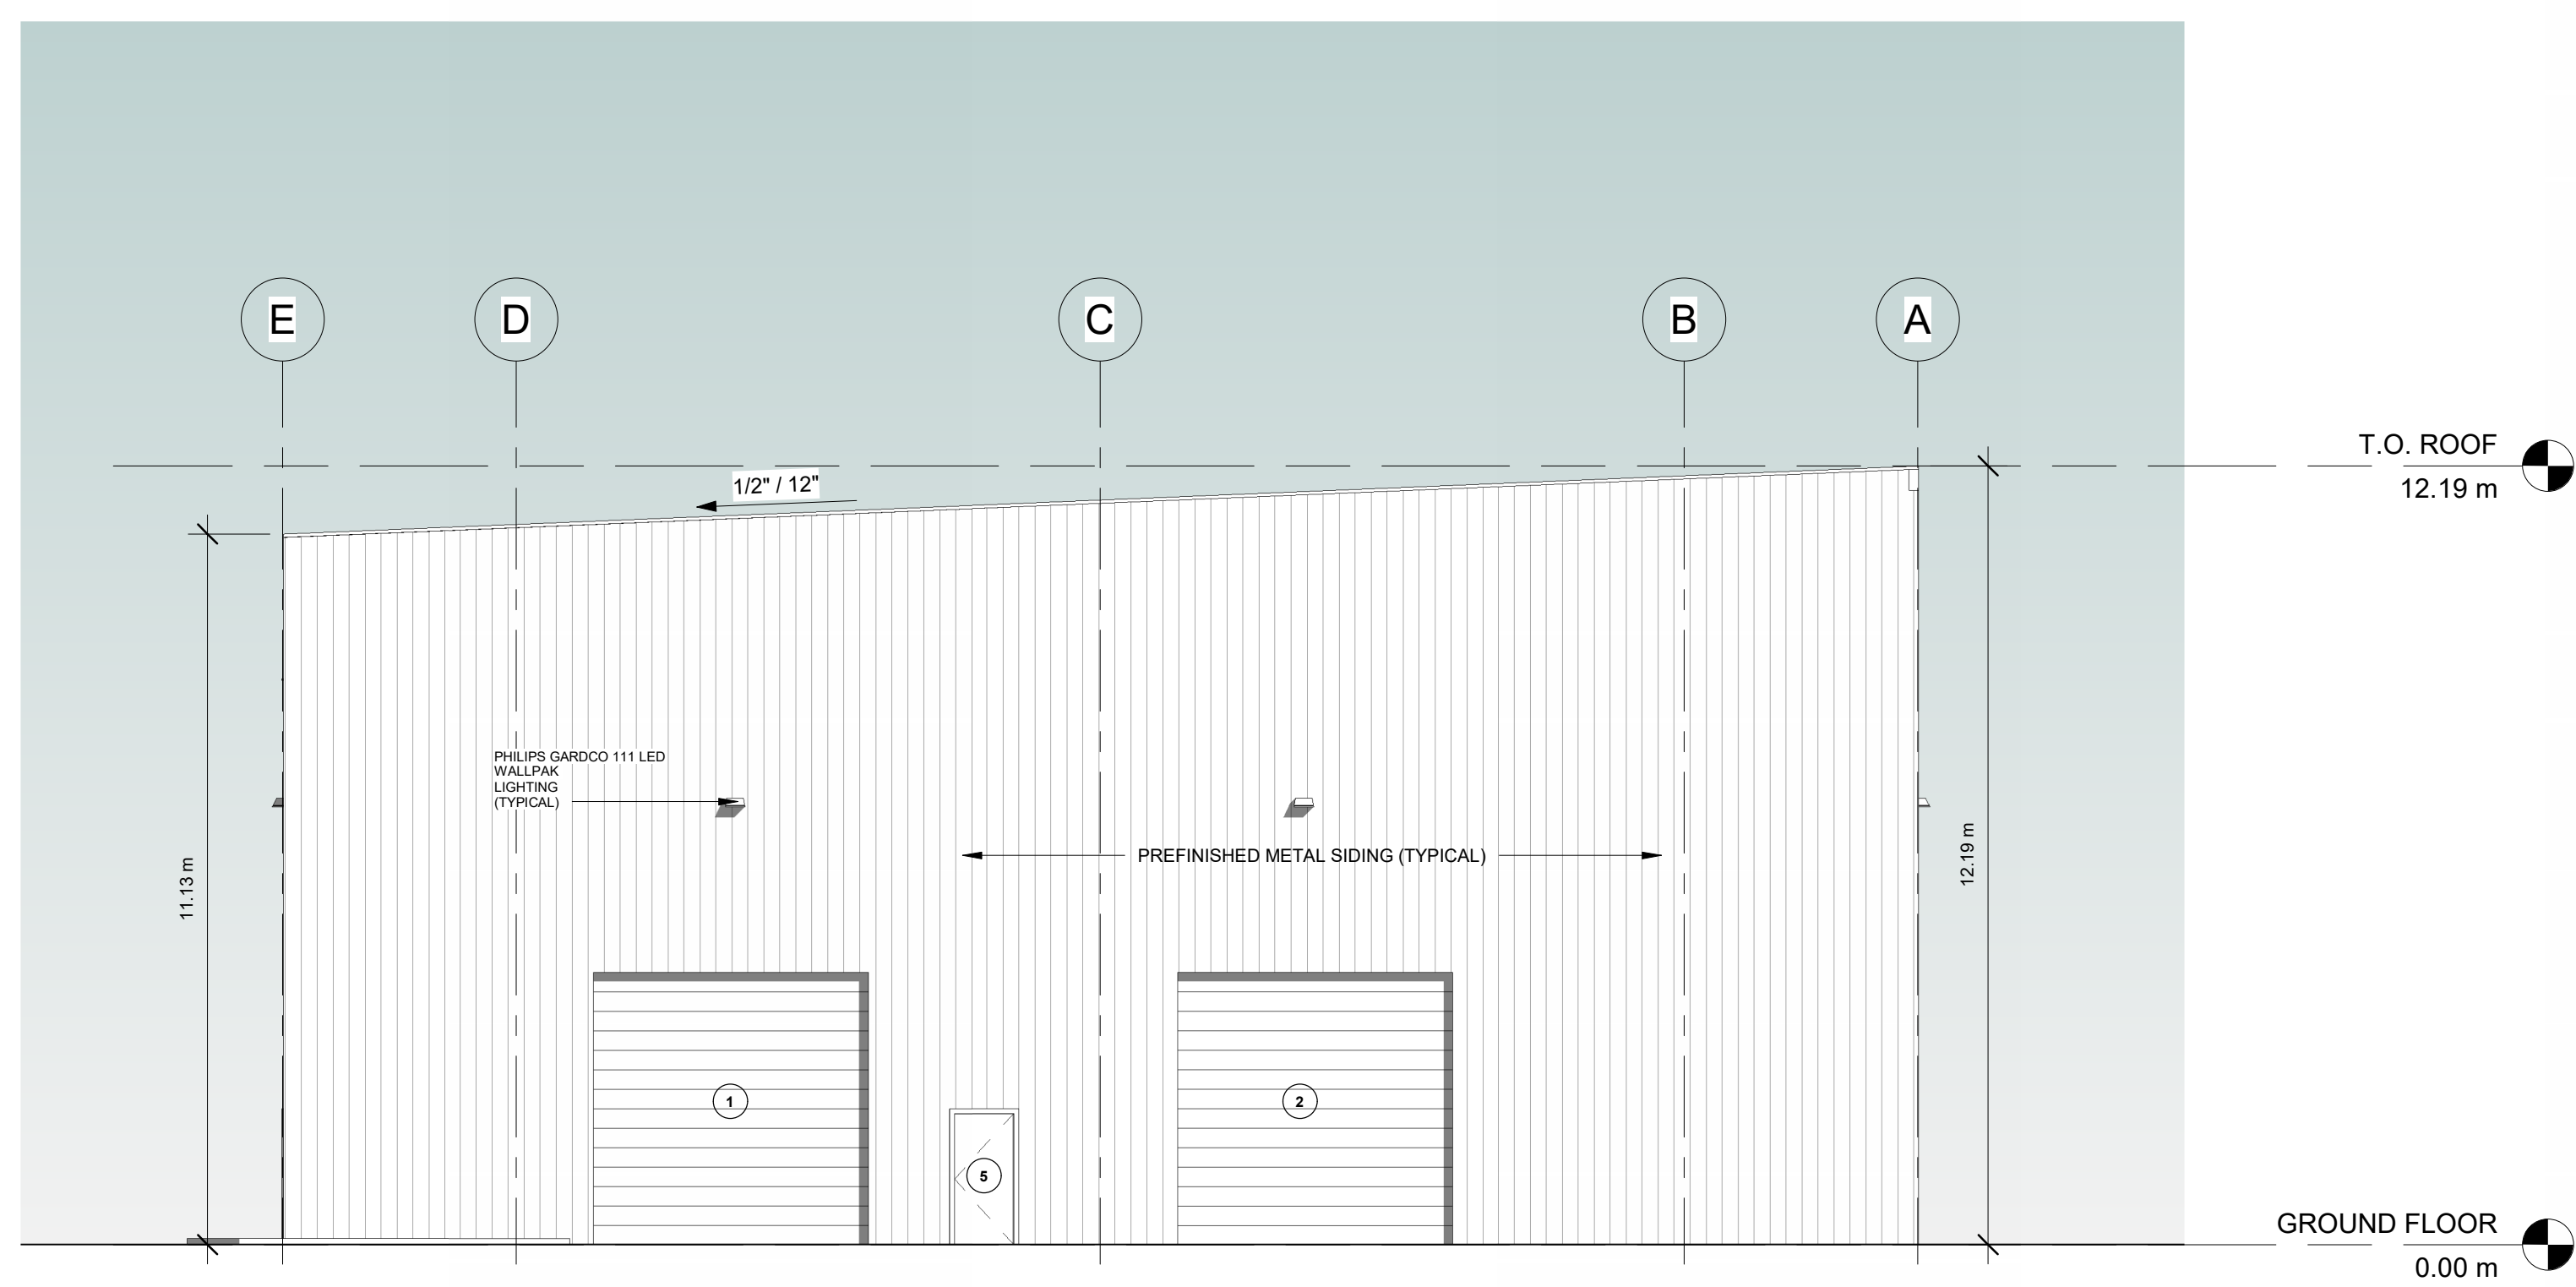 E
D
C
B
A
T.O. ROOF
12.19 m
1/2" / 12"
PHILIPS GARDCO 111 LED
WALLPAK
LIGHTING
(TYPICAL)
PREFINISHED METAL SIDING (TYPICAL)
11.13 m
12.19 m
1
2
5
GROUND FLOOR
0.00 m